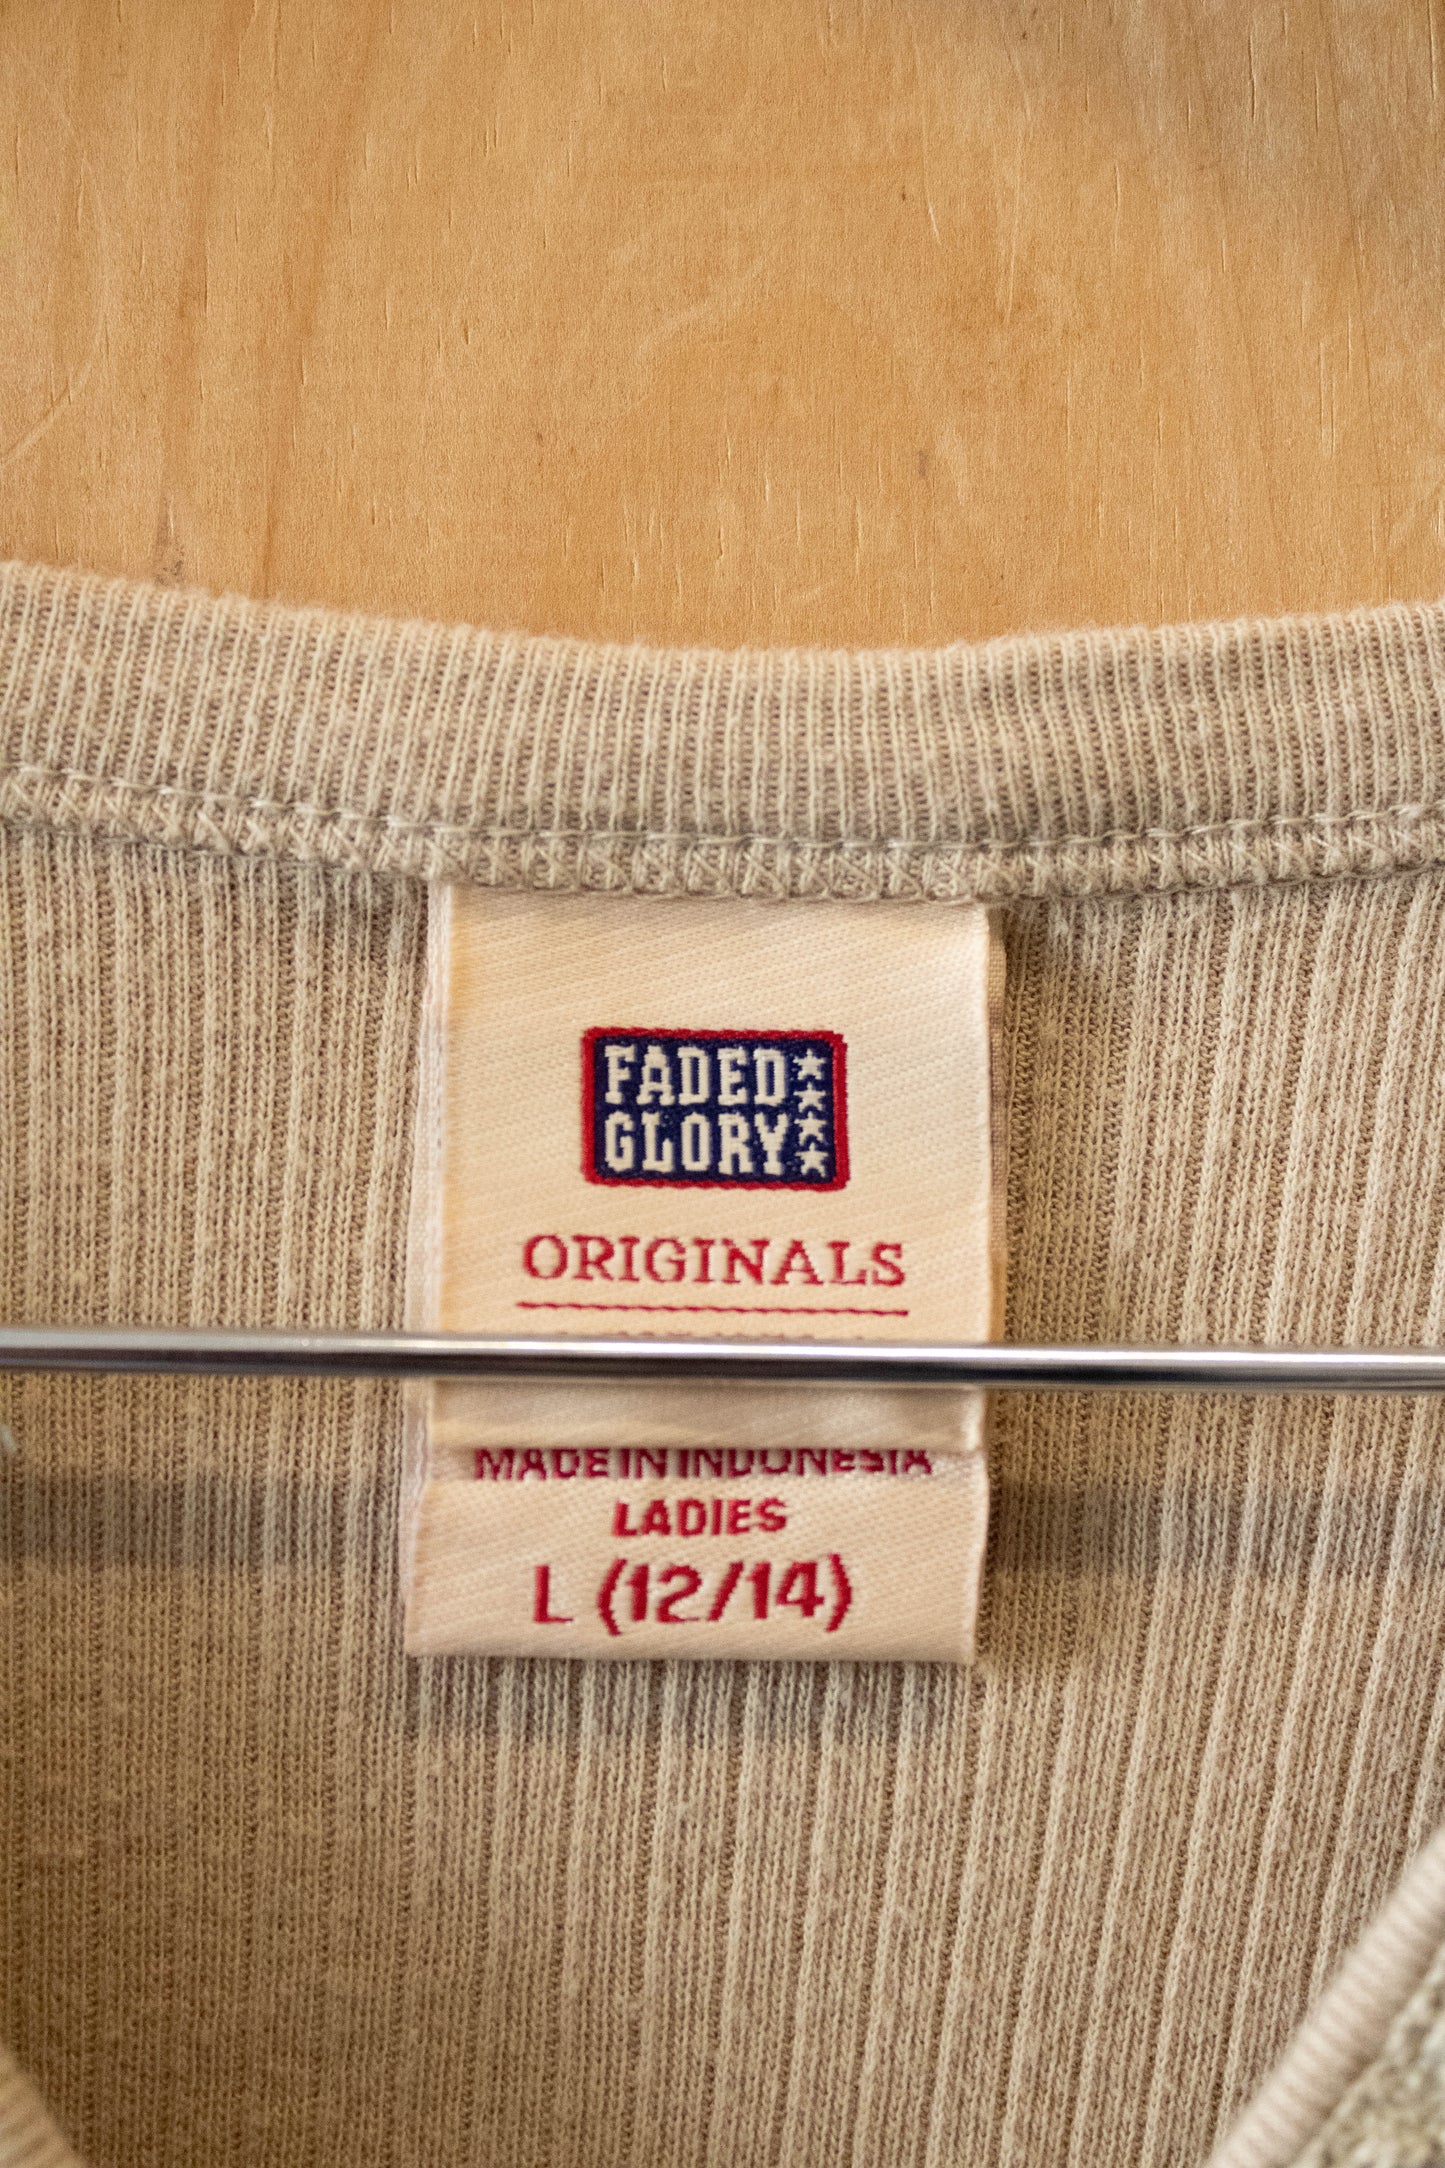 FADED
GLORY
ORIGINALS
MADE IN INDONESIA
LADIES
L (12/14)